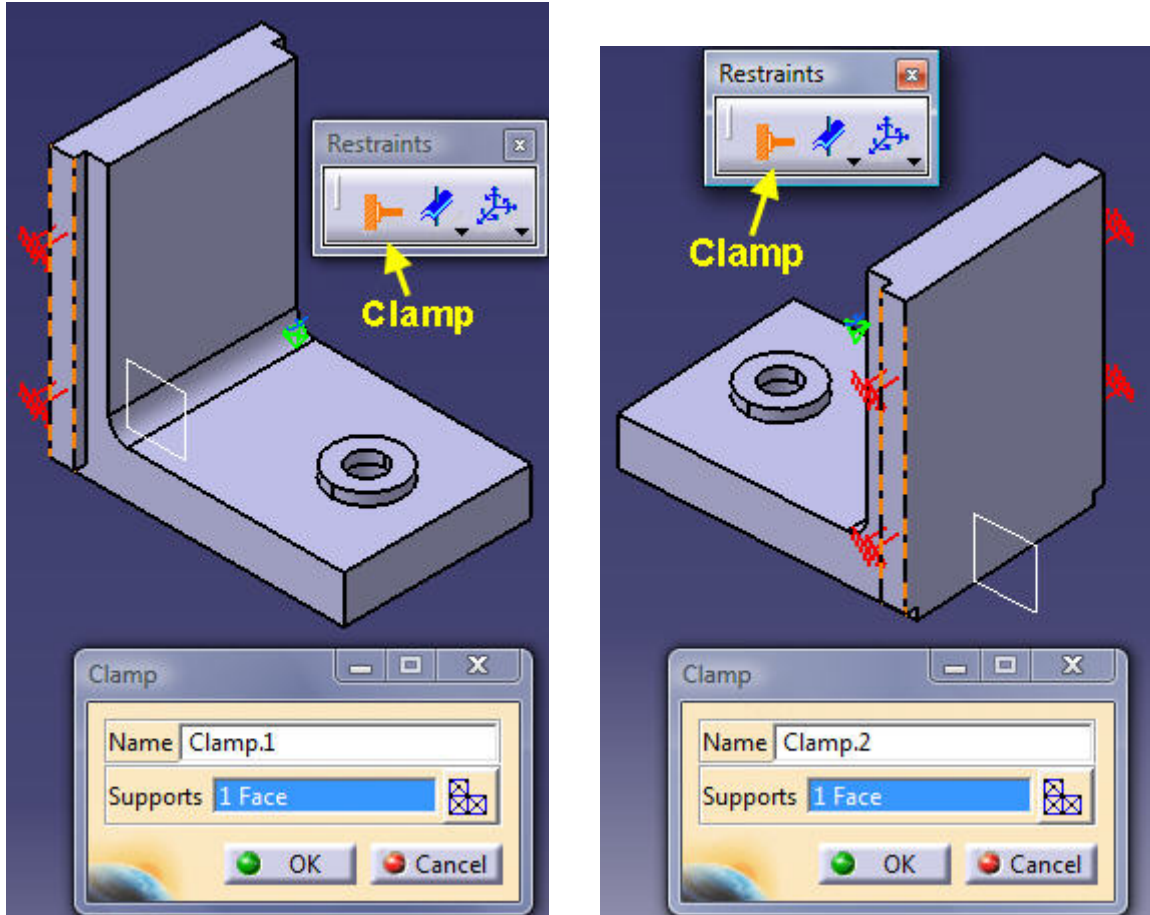 Restraints
Clamp
Clamp
Name Clamp.1
Supports 1 Face
OK Cancel
Restraints
Clamp
Clamp
Name Clamp.2
Supports 1 Face
OK Cancel